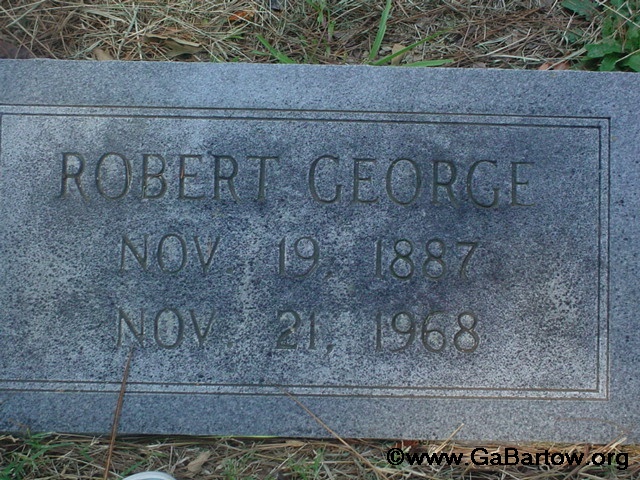 ROBERT GEORGE
NOV. 19, 1887
NOV. 21, 1968
©www.GaBartow.org